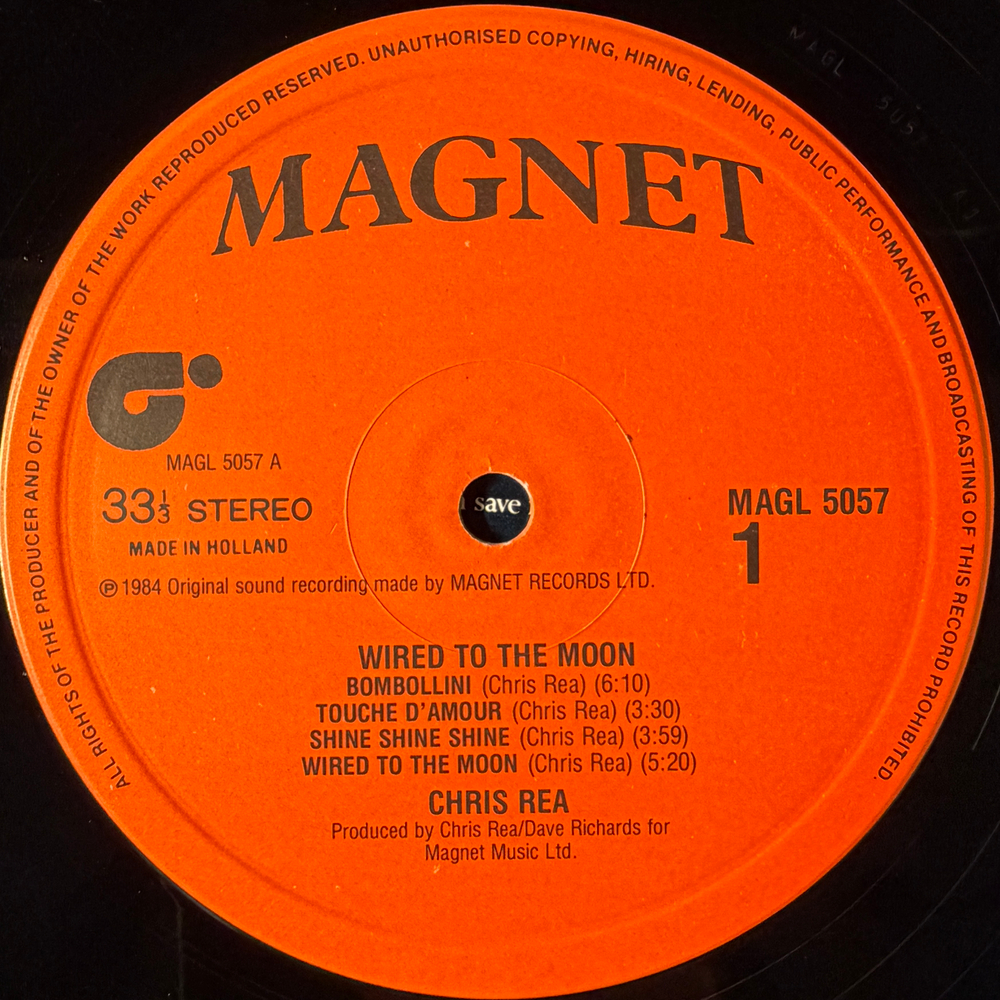 ALL RIGHTS OF THE PRODUCER AND OF THE OWNER OF THE WORK REPRODUCED RESERVED. UNAUTHORISED COPYING, HIRING, LENDING, PUBLIC PERFORMANCE AND BROADCASTING OF THIS RECORD PROHIBITED.
MAGL 5057
MAGNET
MAGL 5057 A
33⅓ STEREO
MADE IN HOLLAND
save
MAGL 5057
1
℗ 1984 Original sound recording made by MAGNET RECORDS LTD.
WIRED TO THE MOON
BOMBOLLINI (Chris Rea) (6:10)
TOUCHE D'AMOUR (Chris Rea) (3:30)
SHINE SHINE SHINE (Chris Rea) (3:59)
WIRED TO THE MOON (Chris Rea) (5:20)
CHRIS REA
Produced by Chris Rea/Dave Richards for
Magnet Music Ltd.